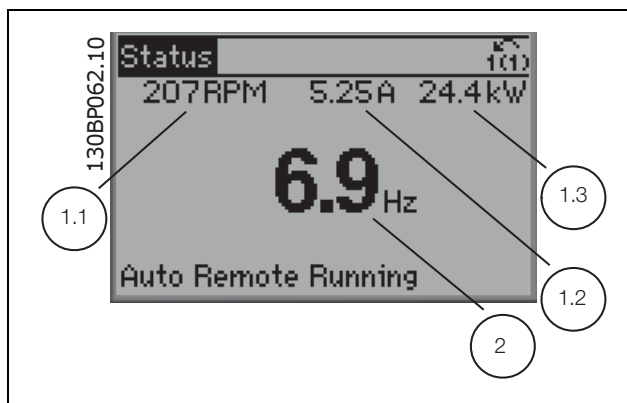 130BP062.10
Status
1(1)
207RPM 5.25A 24.4kW
1.1
6.9Hz
1.3
Auto Remote Running
1.2
2